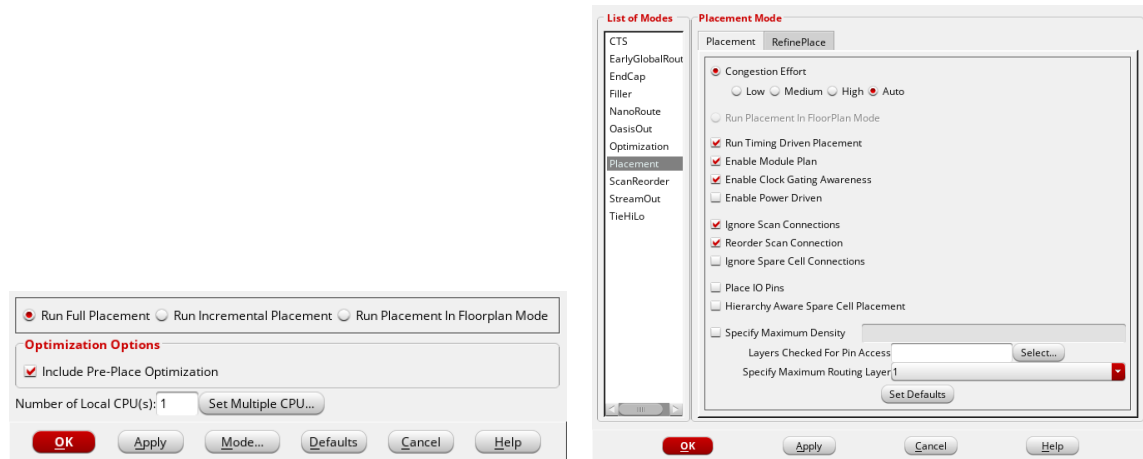 Run Full Placement Run Incremental Placement Run Placement In Floorplan Mode
Optimization Options
Include Pre-Place Optimization
Number of Local CPU(s): 1 Set Multiple CPU...
OK Apply Mode... Defaults Cancel Help
List of Modes
CTS
EarlyGlobalRout
EndCap
Filler
NanoRoute
OasisOut
Optimization
Placement
ScanReorder
StreamOut
TieHiLo
Placement Mode
Placement RefinePlace
Congestion Effort
Low Medium High Auto
Run Placement In FloorPlan Mode
Run Timing Driven Placement
Enable Module Plan
Enable Clock Gating Awareness
Enable Power Driven
Ignore Scan Connections
Reorder Scan Connection
Ignore Spare Cell Connections
Place IO Pins
Hierarchy Aware Spare Cell Placement
Specify Maximum Density
Layers Checked For Pin Access Select...
Specify Maximum Routing Layer 1
Set Defaults
OK Apply Cancel Help